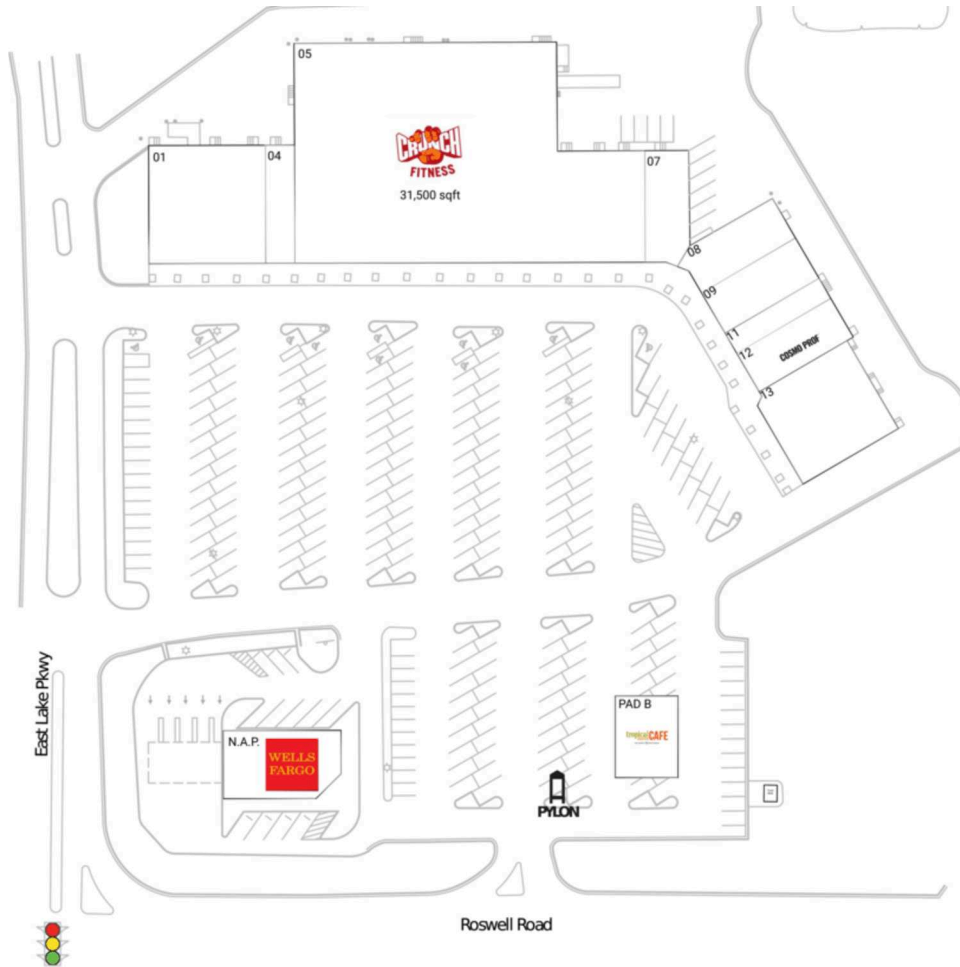 05
CRUNCH
FITNESS
31,500 sqft
01
04
07
08
09
11
12
COSMO PROF
13
East Lake Pkwy
N.A.P.
WELLS
FARGO
PAD B
tropical
CAFE
PYLON
Roswell Road